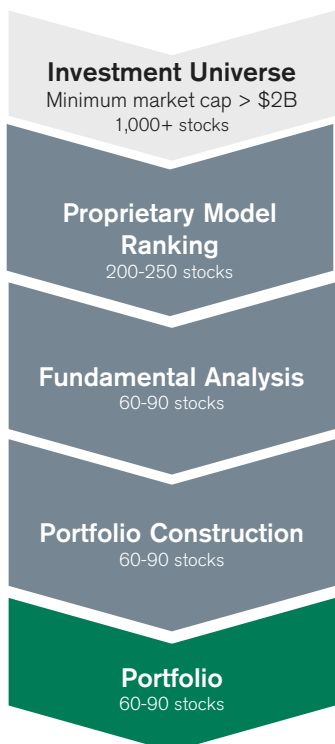 Investment Universe
Minimum market cap > $2B
1,000+ stocks
Proprietary Model
Ranking
200-250 stocks
Fundamental Analysis
60-90 stocks
Portfolio Construction
60-90 stocks
Portfolio
60-90 stocks